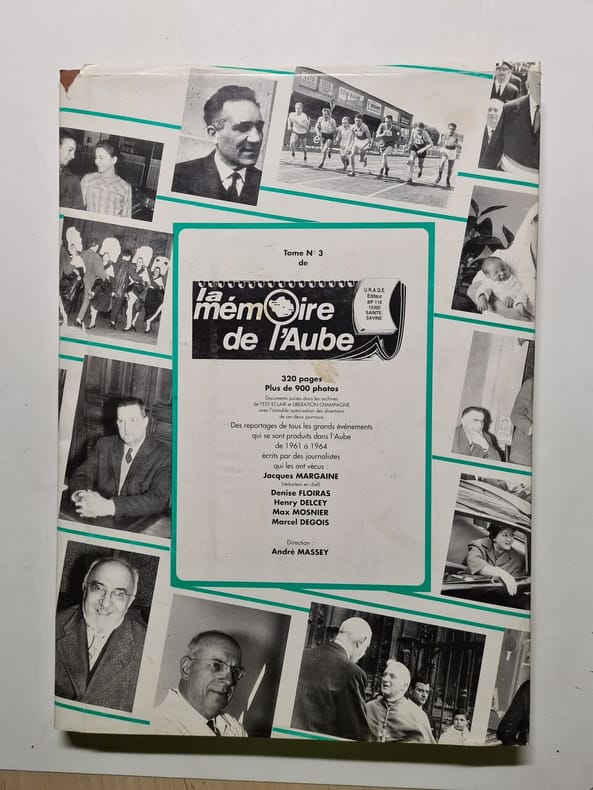 Tome N° 3
de
la
mémoire
de l'Aube
U.R.A.Q.E.
Editeur
BP 118
10300
SAINTE-
SAVINE
320 pages
Plus de 900 photos
Documents puisés dans les archives
de l'EST-ECLAIR et LIBERATION CHAMPAGNE
avec l'aimable autorisation des directions
de ces deux journaux
Des reportages de tous les grands événements
qui se sont produits dans l'Aube
de 1961 à 1964
écrits par des journalistes
qui les ont vécus :
Jacques MARGAINE
(rédacteur en chef)
Denise FLOIRAS
Henry DELCEY
Max MOSNIER
Marcel DEGOIS
Direction :
André MASSEY